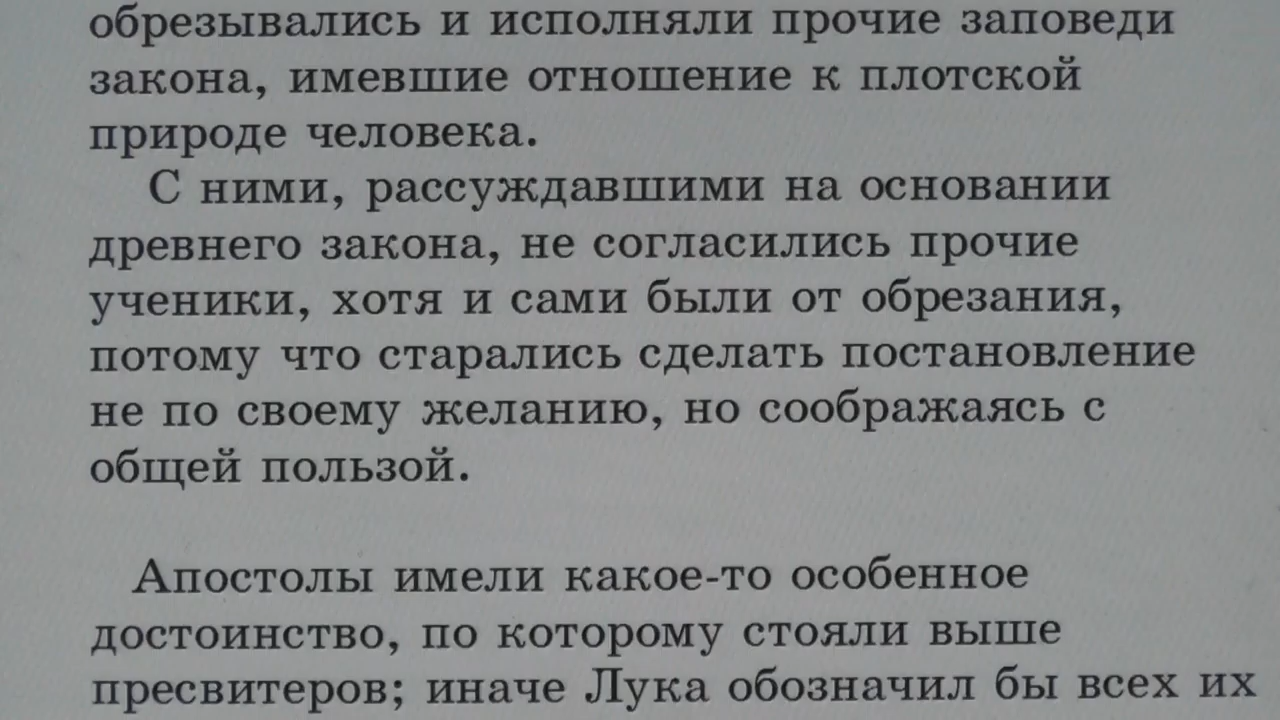 обрезывались и исполняли прочие заповеди
закона, имевшие отношение к плотской
природе человека.
С ними, рассуждавшими на основании
древнего закона, не согласились прочие
ученики, хотя и сами были от обрезания,
потому что старались сделать постановление
не по своему желанию, но соображаясь с
общей пользой.
Апостолы имели какое-то особенное
достоинство, по которому стояли выше
пресвитеров; иначе Лука обозначил бы всех их